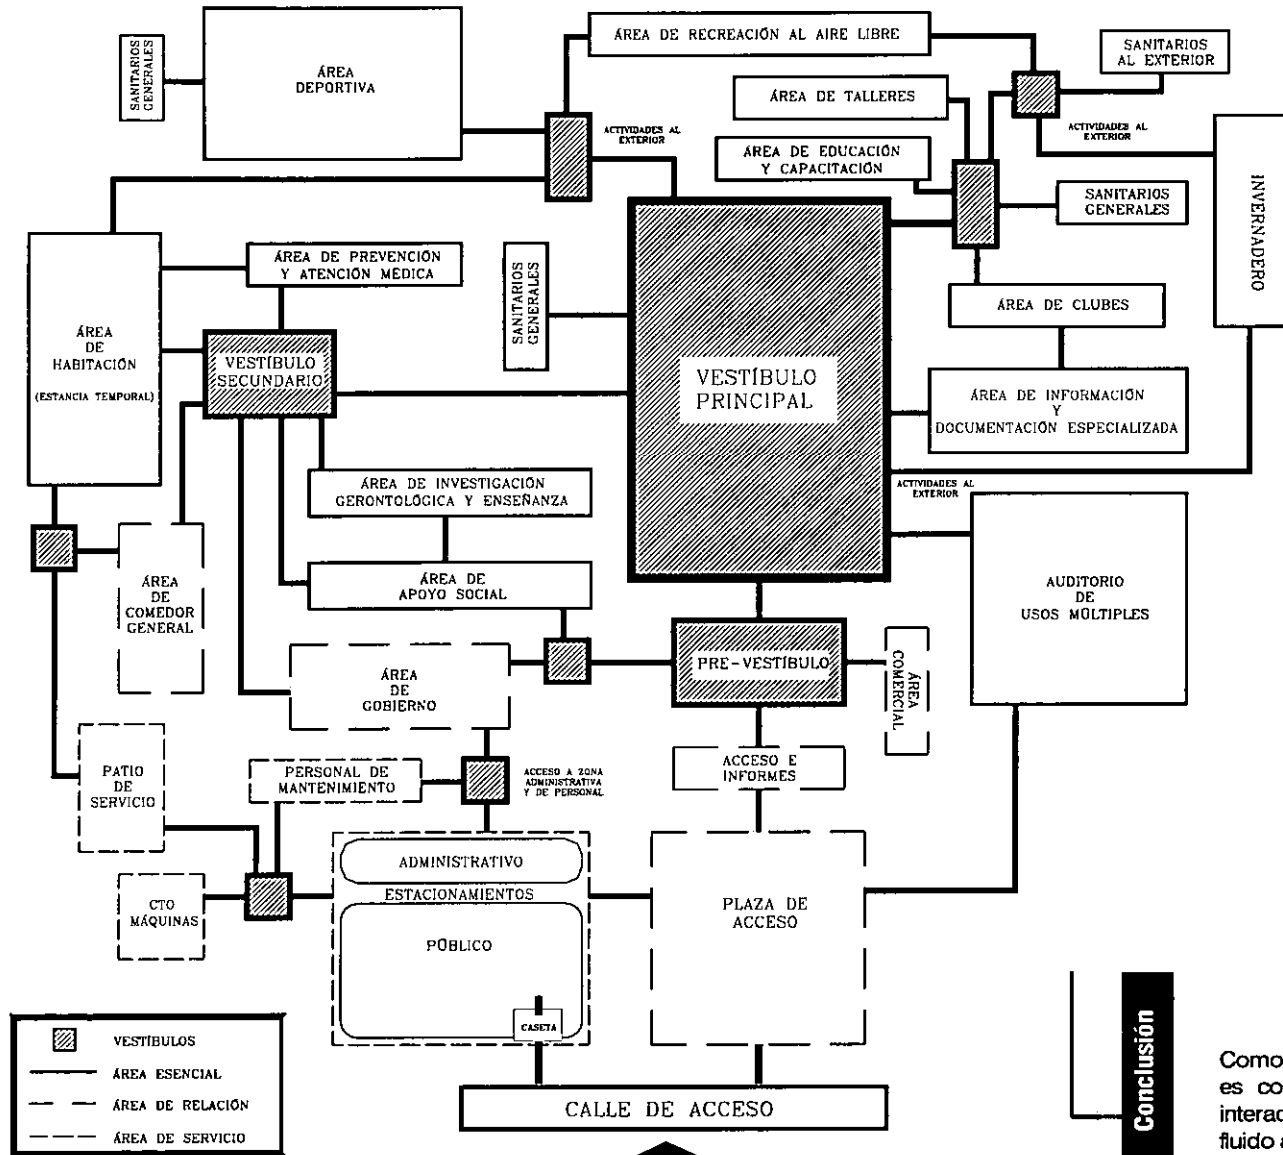 ÁREA DE RECREACIÓN AL AIRE LIBRE
SANITARIOS
AL EXTERIOR
SANITARIOS
GENERALES
ÁREA
DEPORTIVA
ÁREA DE TALLERES
ACTIVIDADES AL
EXTERIOR
ACTIVIDADES AL
EXTERIOR
ÁREA DE EDUCACIÓN
Y CAPACITACIÓN
SANITARIOS
GENERALES
INVERNADERO
ÁREA DE PREVENCIÓN
Y ATENCIÓN MÉDICA
SANITARIOS
GENERALES
ÁREA DE CLUBES
ÁREA
DE
HABITACIÓN
(ESTANCIA TEMPORAL)
VESTÍBULO
SECUNDARIO
VESTÍBULO
PRINCIPAL
ÁREA DE INFORMACIÓN
Y
DOCUMENTACIÓN ESPECIALIZADA
ÁREA DE INVESTIGACIÓN
GERONTOLÓGICA Y ENSEÑANZA
ACTIVIDADES AL
EXTERIOR
ÁREA
DE
COMEDOR
GENERAL
ÁREA DE
APOYO SOCIAL
AUDITORIO
DE
USOS MÚLTIPLES
ÁREA
DE
GOBIERNO
PRE-VESTÍBULO
ÁREA
COMERCIAL
PATIO
DE
SERVICIO
PERSONAL DE
MANTENIMIENTO
ACCESO A ZONA
ADMINISTRATIVA
Y DE PERSONAL
ACCESO E
INFORMES
ADMINISTRATIVO
ESTACIONAMIENTOS
PÚBLICO
CASETA
CTO
MÁQUINAS
PLAZA DE
ACCESO
CALLE DE ACCESO
VESTÍBULOS
ÁREA ESENCIAL
ÁREA DE RELACIÓN
ÁREA DE SERVICIO
Conclusión
Como
es co
interac
fluido a